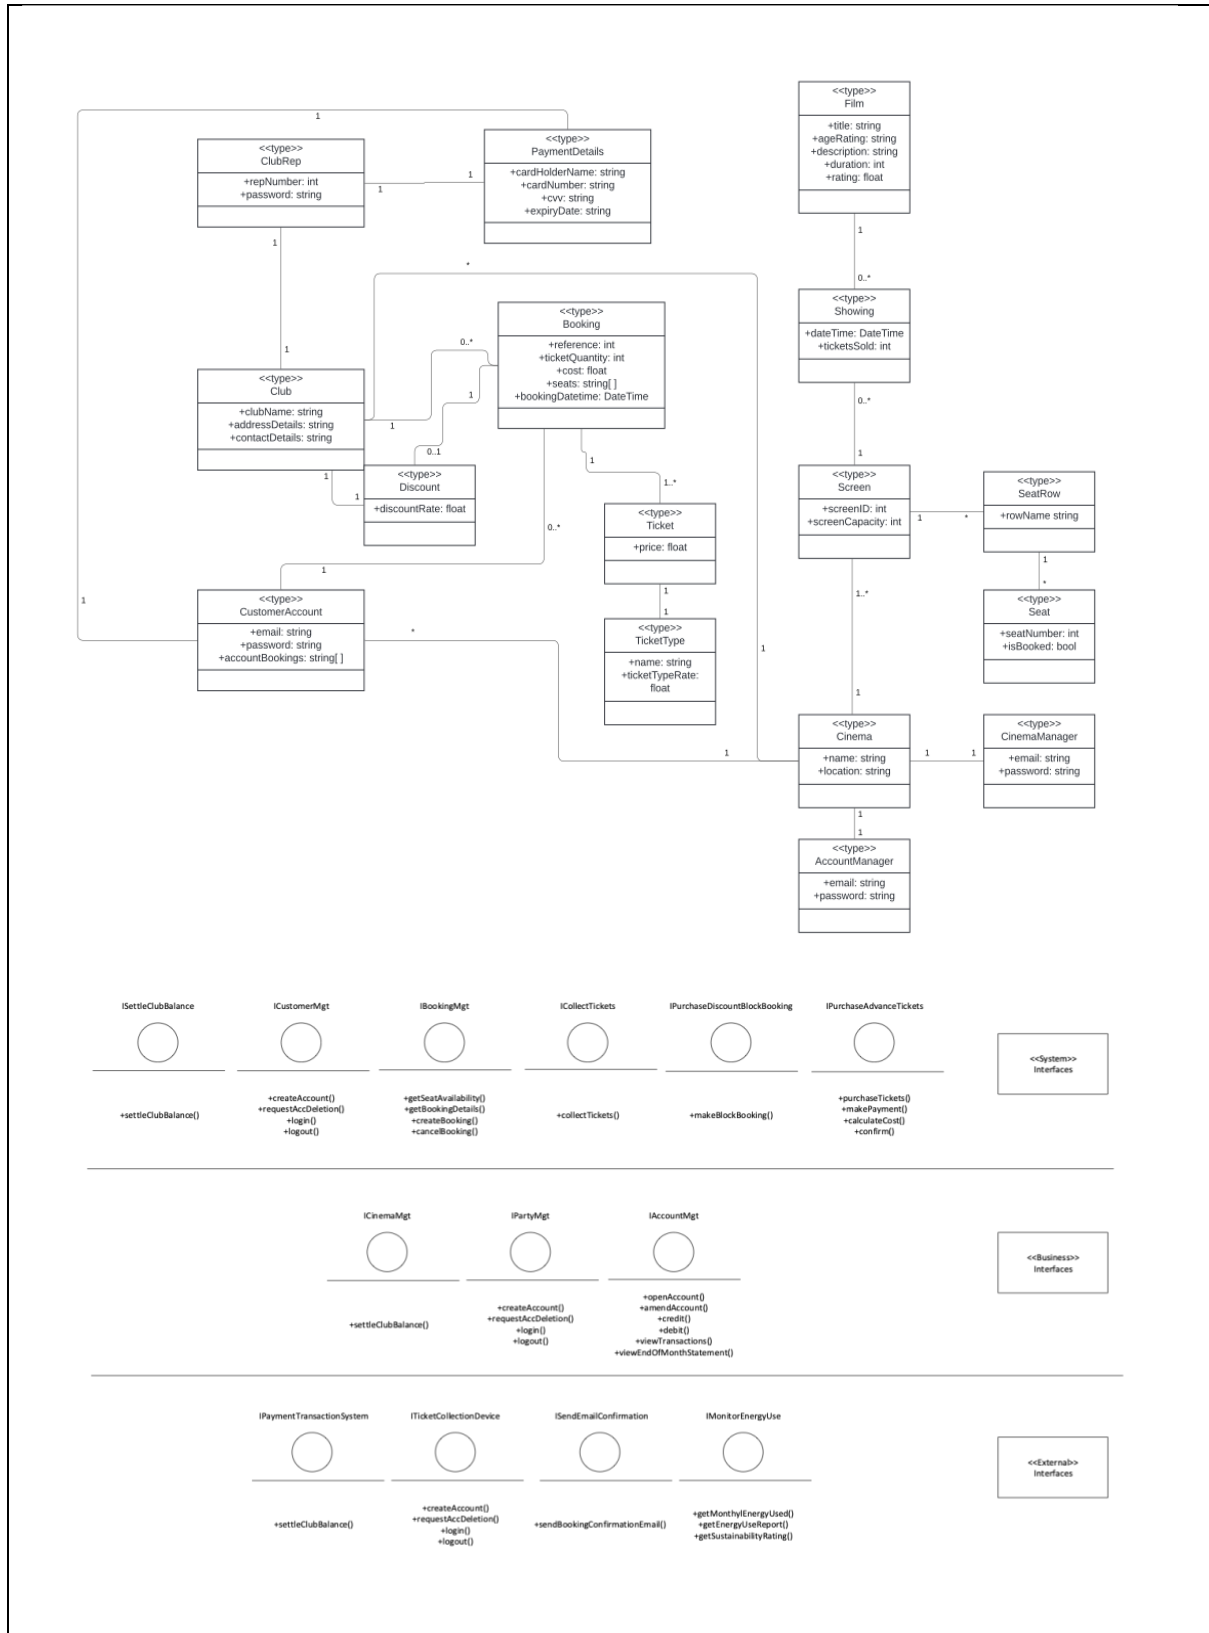 <<type>>
Film
+title: string
+ageRating: string
+description: string
+duration: int
+rating: float
1
<<type>>
PaymentDetails
+cardHolderName: string
+cardNumber: string
+cvv: string
+expiryDate: string
<<type>>
ClubRep
+repNumber: int
+password: string
1
1
1
1
0..*
*
1
<<type>>
Showing
+dateTime: DateTime
+ticketsSold: int
<<type>>
Booking
+reference: int
+ticketQuantity: int
+cost: float
+seats: string[ ]
+bookingDatetime: DateTime
0..*
1
<<type>>
Club
+clubName: string
+addressDetails: string
+contactDetails: string
1
1
0..1
0..*
1
1
1..*
1
1
<<type>>
Discount
+discountRate: float
<<type>>
Screen
+screenID: int
+screenCapacity: int
1
*
<<type>>
SeatRow
+rowName string
<<type>>
Ticket
+price: float
0..*
1
1
*
1
1
1
1..*
<<type>>
CustomerAccount
+email: string
+password: string
+accountBookings: string[ ]
*
<<type>>
TicketType
+name: string
+ticketTypeRate:
float
<<type>>
Seat
+seatNumber: int
+isBooked: bool
1
1
1
<<type>>
Cinema
+name: string
+location: string
1
1
<<type>>
CinemaManager
+email: string
+password: string
1
1
<<type>>
AccountManager
+email: string
+password: string
ISettleClubBalance
+settleClubBalance()
ICustomerMgt
+createAccount()
+requestAccDeletion()
+login()
+logout()
IBookingMgt
+getSeatAvailability()
+getBookingDetails()
+createBooking()
+cancelBooking()
ICollectTickets
+collectTickets()
IPurchaseDiscountBlockBooking
+makeBlockBooking()
IPurchaseAdvanceTickets
+purchaseTickets()
+makePayment()
+calculateCost()
+confirm()
<<System>>
Interfaces
ICinemaMgt
+settleClubBalance()
IPartyMgt
+createAccount()
+requestAccDeletion()
+login()
+logout()
IAccountMgt
+openAccount()
+amendAccount()
+credit()
+debit()
+viewTransactions()
+viewEndOfMonthStatement()
<<Business>>
Interfaces
IPaymentTransactionSystem
+settleClubBalance()
ITicketCollectionDevice
+createAccount()
+requestAccDeletion()
+login()
+logout()
ISendEmailConfirmation
+sendBookingConfirmationEmail()
IMonitorEnergyUse
+getMonthylEnergyUsed()
+getEnergyUseReport()
+getSustainabilityRating()
<<External>>
Interfaces